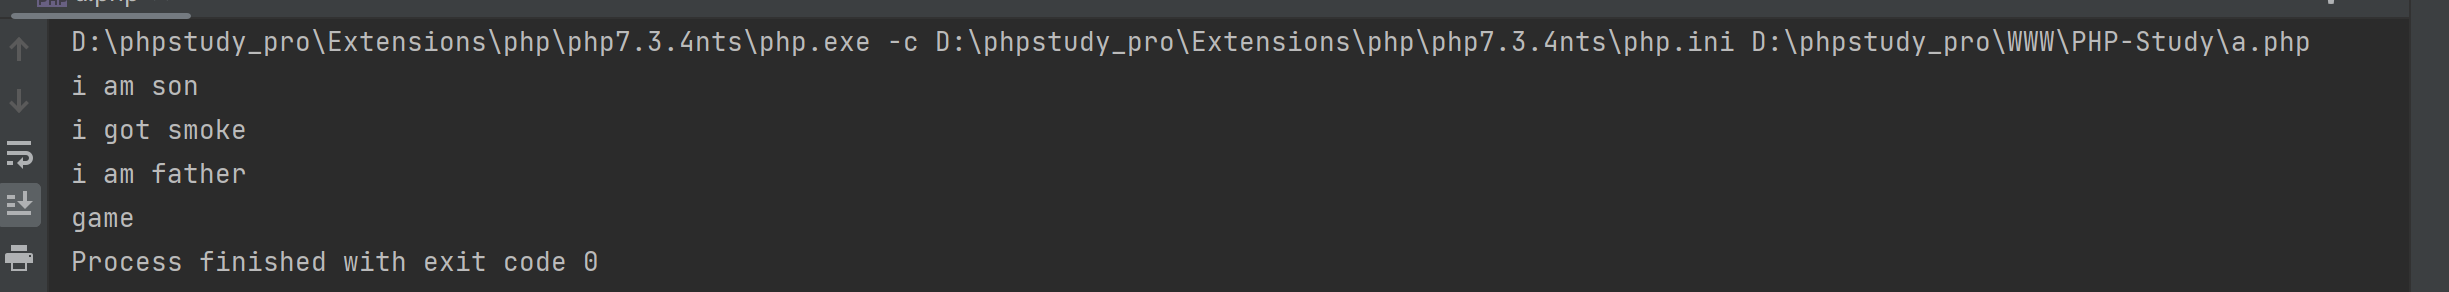 D:\phpstudy_pro\Extensions\php\php7.3.4nts\php.exe -c D:\phpstudy_pro\Extensions\php\php7.3.4nts\php.ini D:\phpstudy_pro\WWW\PHP-Study\a.php
i am son
i got smoke
i am father
game
Process finished with exit code 0